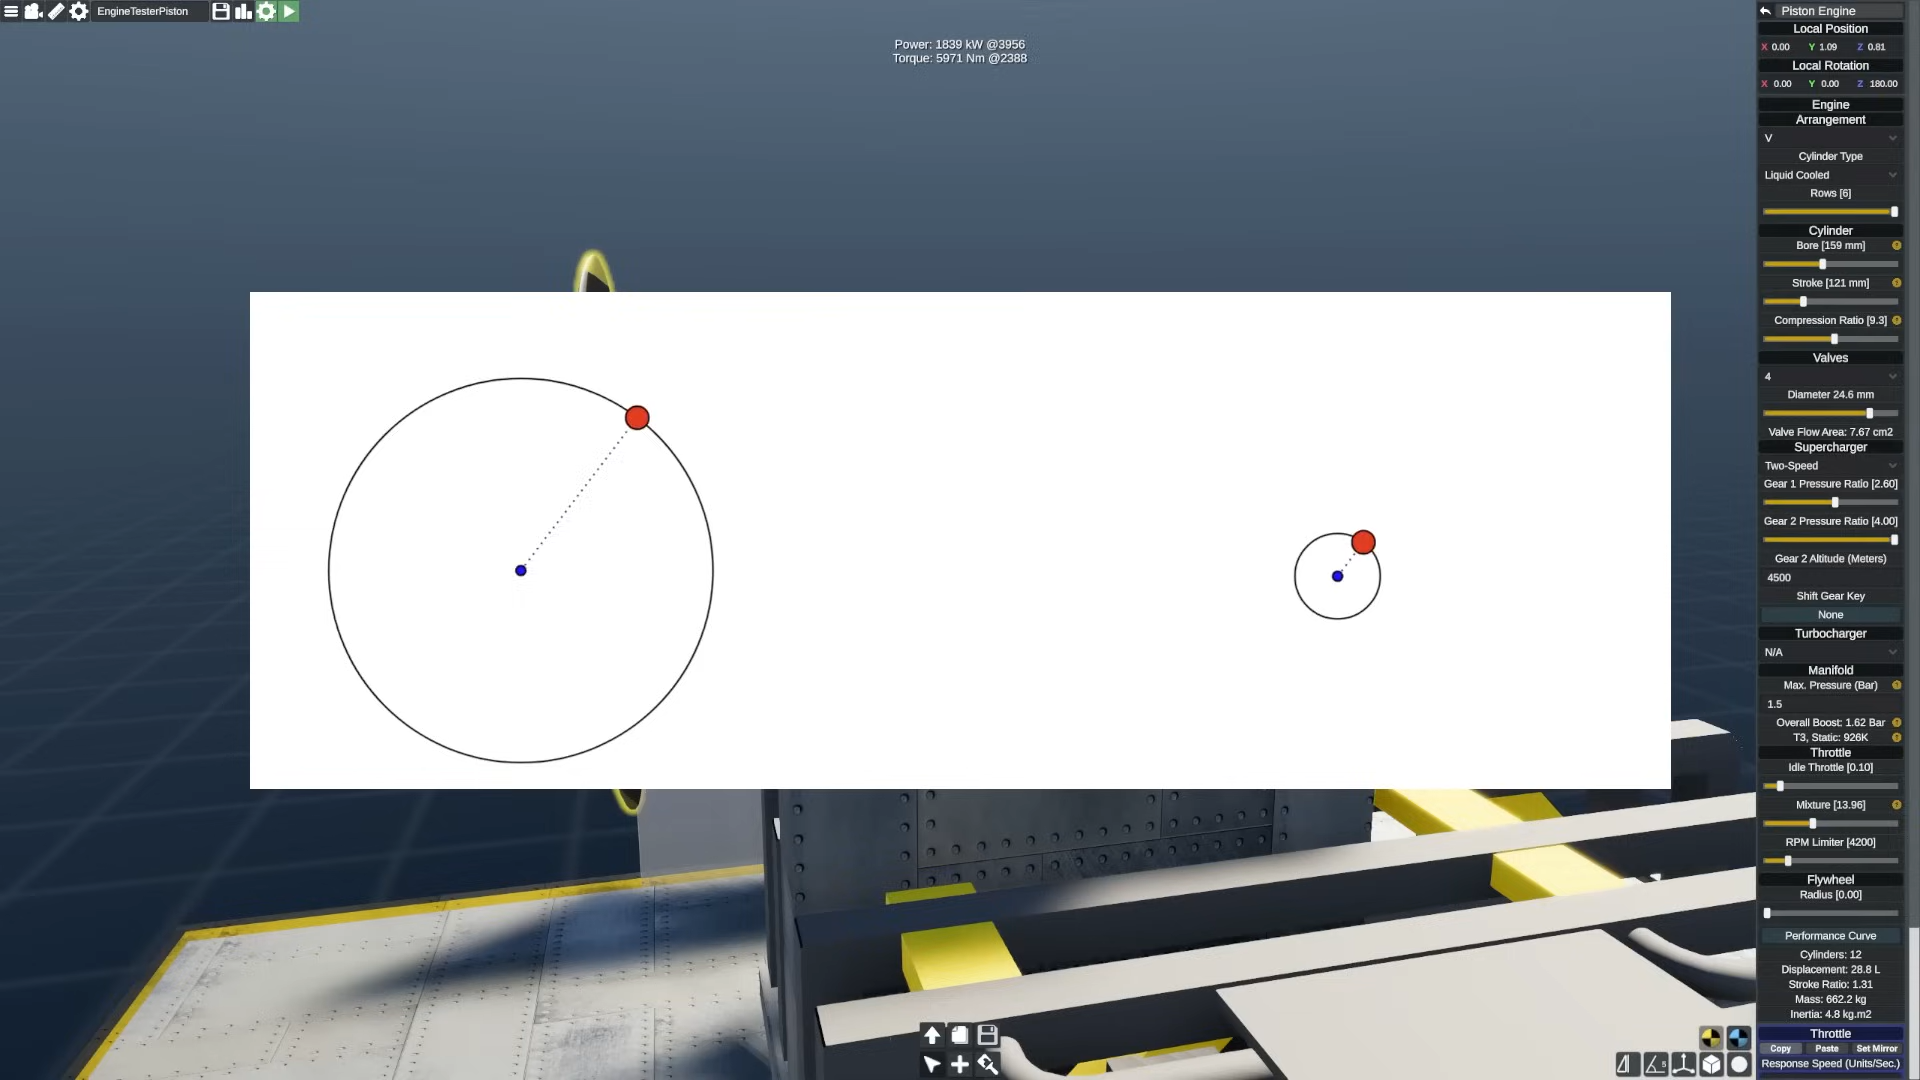 EngineTesterPiston
Power: 1839 kW @3956
Torque: 5971 Nm @2388
Piston Engine
Local Position
X 0.00 Y 1.09 Z 0.81
Local Rotation
X 0.00 Y 0.00 Z 180.00
Engine
Arrangement
V
Cylinder Type
Liquid Cooled
Rows [6]
Cylinder
Bore [159 mm]
Stroke [121 mm]
Compression Ratio [9.3]
Valves
4
Diameter 24.6 mm
Valve Flow Area: 7.67 cm2
Supercharger
Two-Speed
Gear 1 Pressure Ratio [2.60]
Gear 2 Pressure Ratio [4.00]
Gear 2 Altitude (Meters)
4500
Shift Gear Key
None
Turbocharger
N/A
Manifold
Max. Pressure (Bar)
1.5
Overall Boost: 1.62 Bar
T3, Static: 926K
Throttle
Idle Throttle [0.10]
Mixture [13.96]
RPM Limiter [4200]
Flywheel
Radius [0.00]
Performance Curve
Cylinders: 12
Displacement: 28.8 L
Stroke Ratio: 1.31
Mass: 662.2 kg
Inertia: 4.8 kg.m2
Throttle
Copy Paste Set Mirror
Response Speed (Units/Sec.)